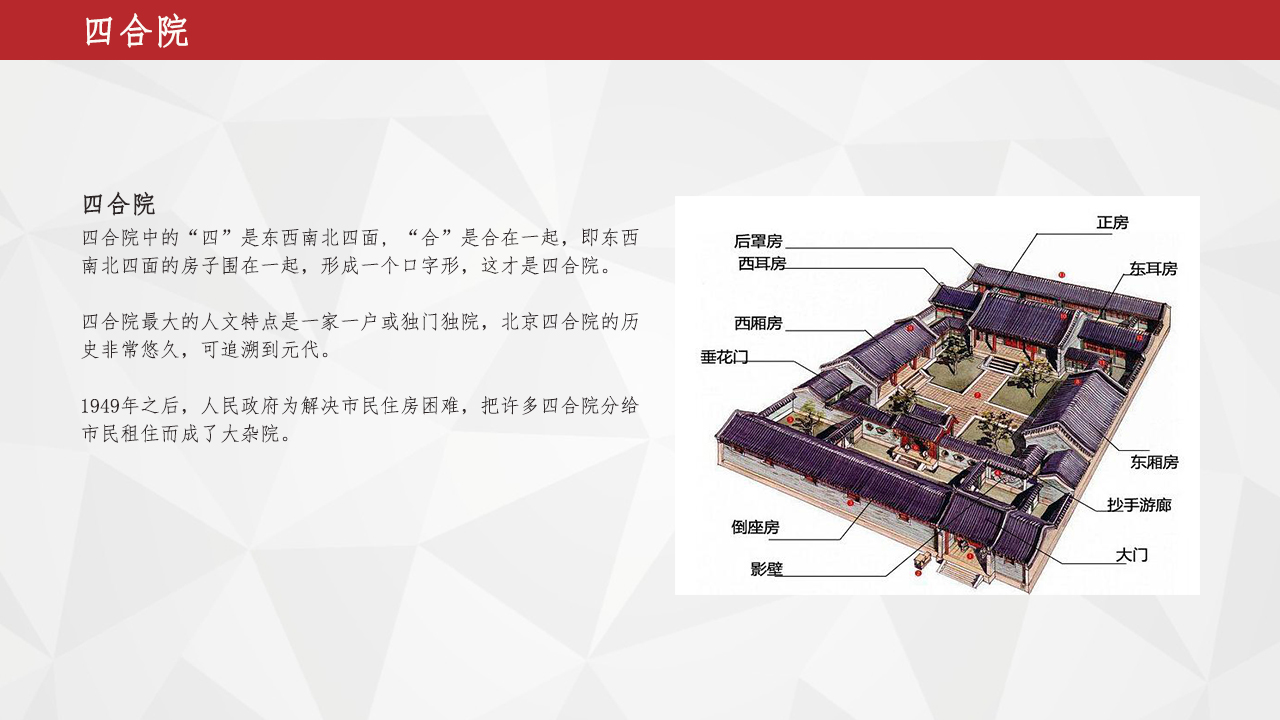 四合院
四合院
四合院中的“四”是东西南北四面，“合”是合在一起，即东西
南北四面的房子围在一起，形成一个口字形，这才是四合院。
四合院最大的人文特点是一家一户或独门独院，北京四合院的历
史非常悠久，可追溯到元代。
1949年之后，人民政府为解决市民住房困难，把许多四合院分给
市民租住而成了大杂院。
正房
后罩房
西耳房
东耳房
西厢房
垂花门
东厢房
抄手游廊
倒座房
大门
影壁